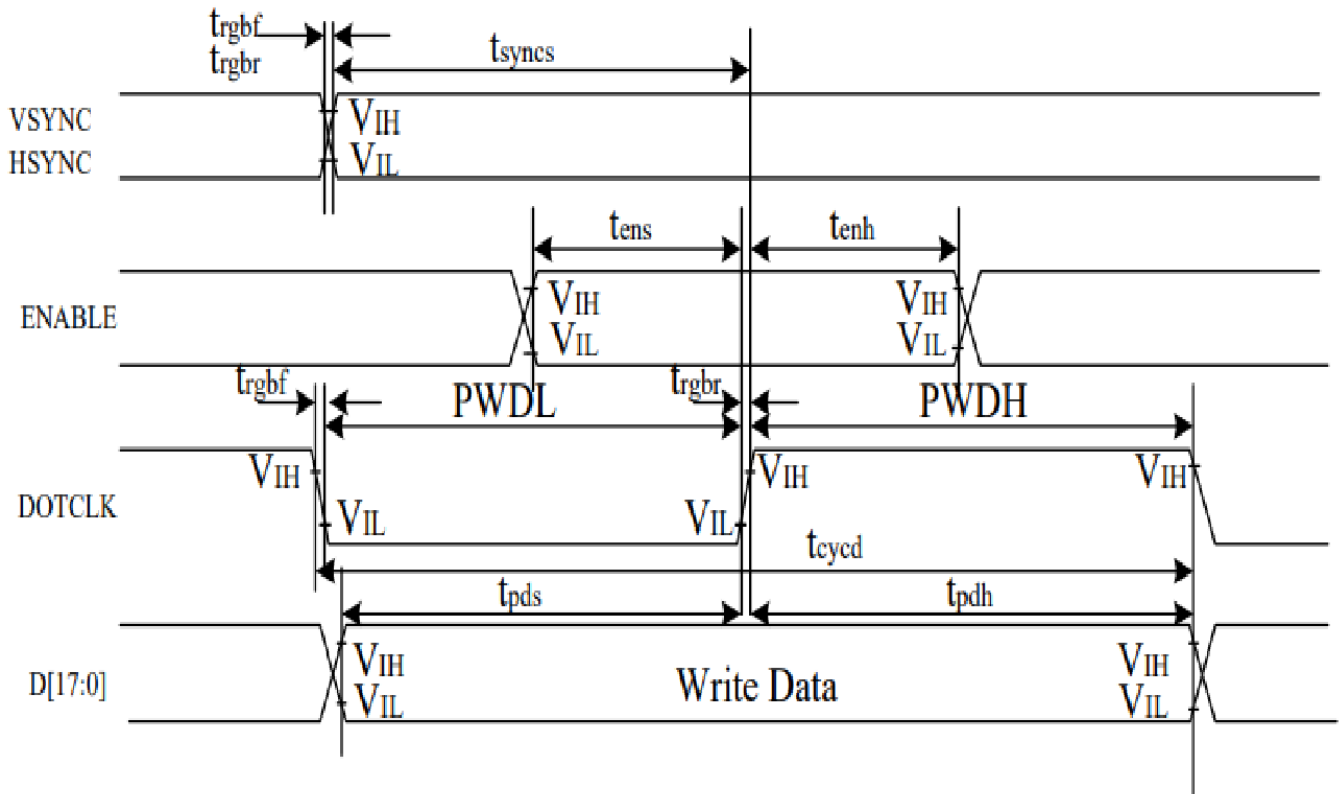 trgbf
trgbr
tsyncs
VSYNC
HSYNC
VIH
VIL
tens
tenh
ENABLE
VIH
VIL
VIH
VIL
trgbf
PWDL
trgbr
PWDH
DOTCLK
VIH
VIL
VIL
VIH
VIH
tcycd
tpds
tpdh
D[17:0]
VIH
VIL
Write Data
VIH
VIL